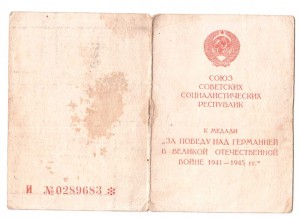 И №0289683 ✻
СОЮЗ
СОВЕТСКИХ
СОЦИАЛИСТИЧЕСКИХ
РЕСПУБЛИК
К МЕДАЛИ
„ЗА ПОБЕДУ НАД ГЕРМАНИЕЙ
В ВЕЛИКОЙ ОТЕЧЕСТВЕННОЙ
ВОЙНЕ 1941–1945 гг.“